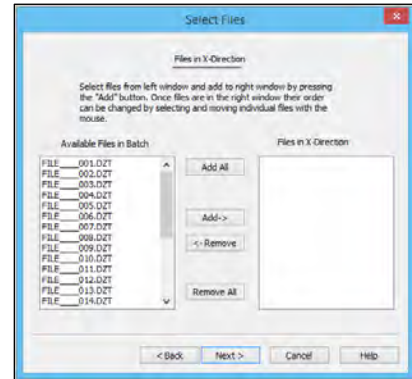 Select Files
Files in X-Direction
Select files from left window and add to right window by pressing
the "Add" button. Once files are in the right window their order
can be changed by selecting and moving individual files with the
mouse.
Available Files in Batch
Files in X-Direction
FILE____001.DZT
FILE____002.DZT
FILE____003.DZT
FILE____004.DZT
FILE____005.DZT
FILE____006.DZT
FILE____007.DZT
FILE____008.DZT
FILE____009.DZT
FILE____010.DZT
FILE____011.DZT
FILE____012.DZT
FILE____013.DZT
FILE____014.DZT
Add All
Add->
<- Remove
Remove All
< Back
Next >
Cancel
Help